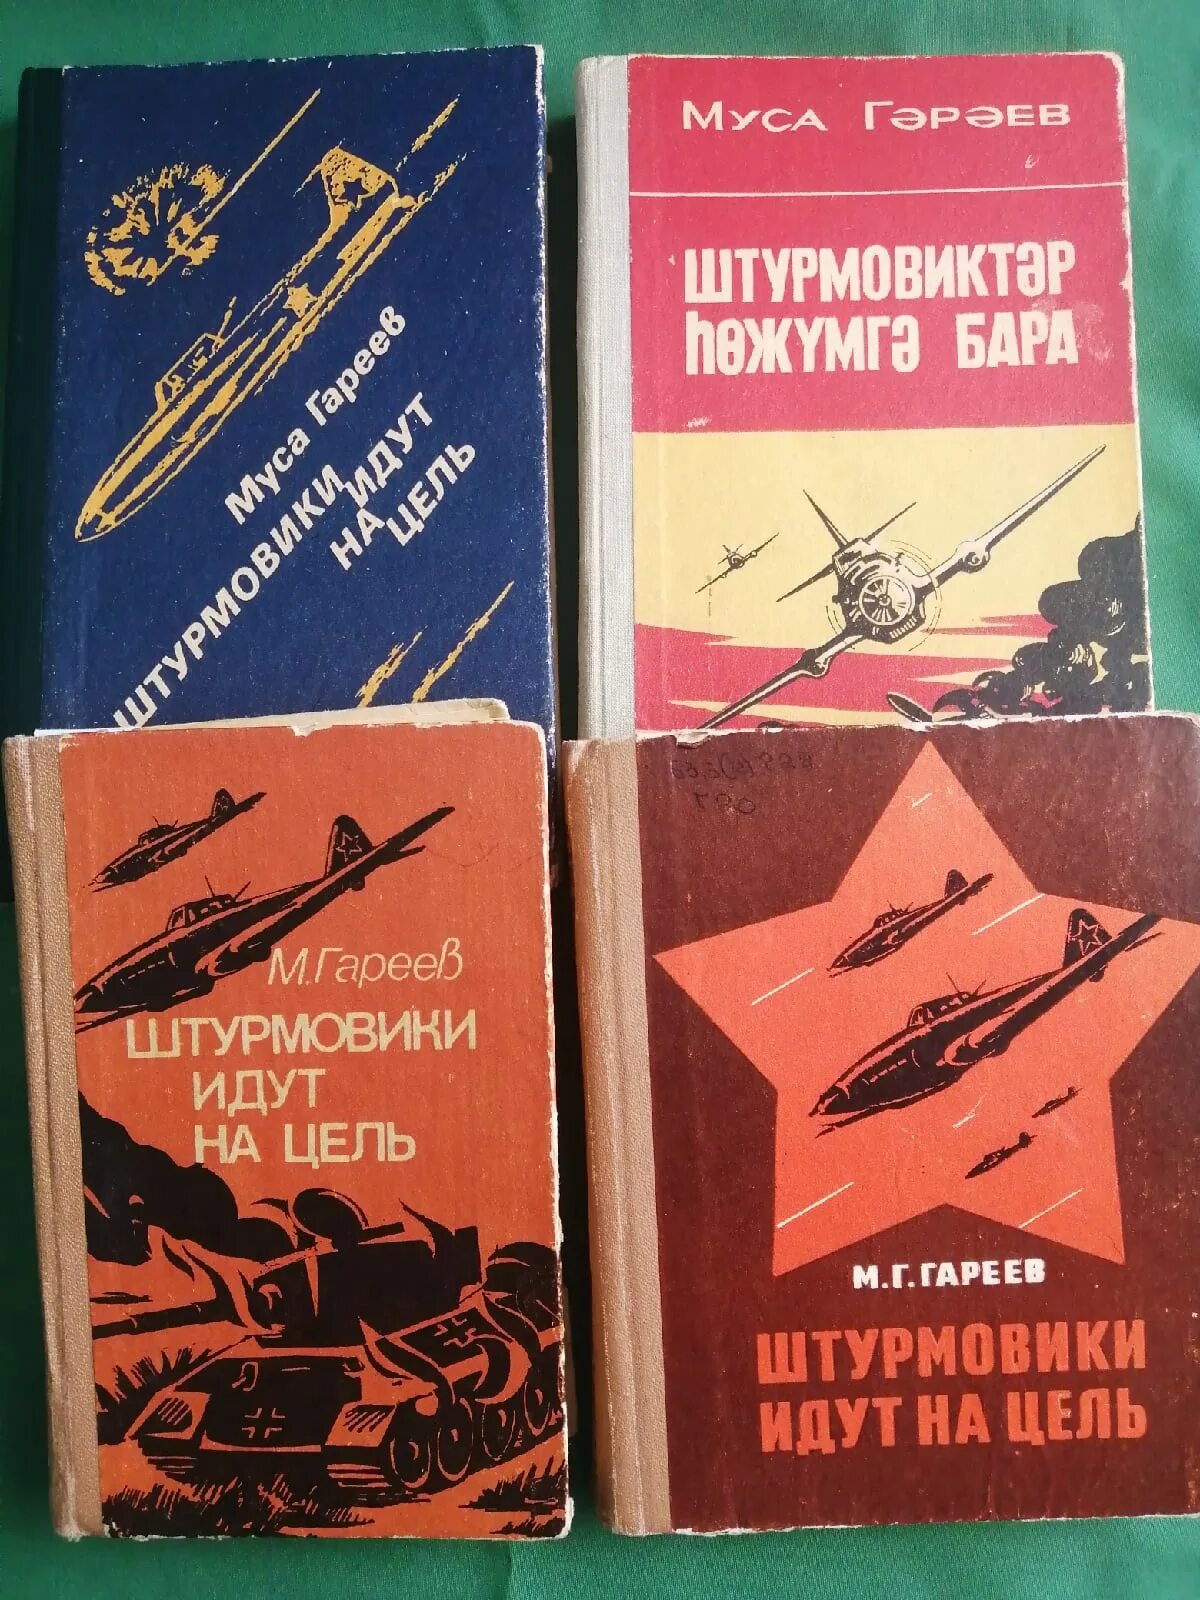 Муса Гареев
ШТУРМОВИКИ
ИДУТ
НА
ЦЕЛЬ
МУСА ГӘРӘЕВ
ШТУРМОВИКТӘР
ҺӨЖҮМГӘ БАРА
М.Гареев
ШТУРМОВИКИ
ИДУТ
НА ЦЕЛЬ
Г20
М.Г.ГАРЕЕВ
ШТУРМОВИКИ
ИДУТ НА ЦЕЛЬ